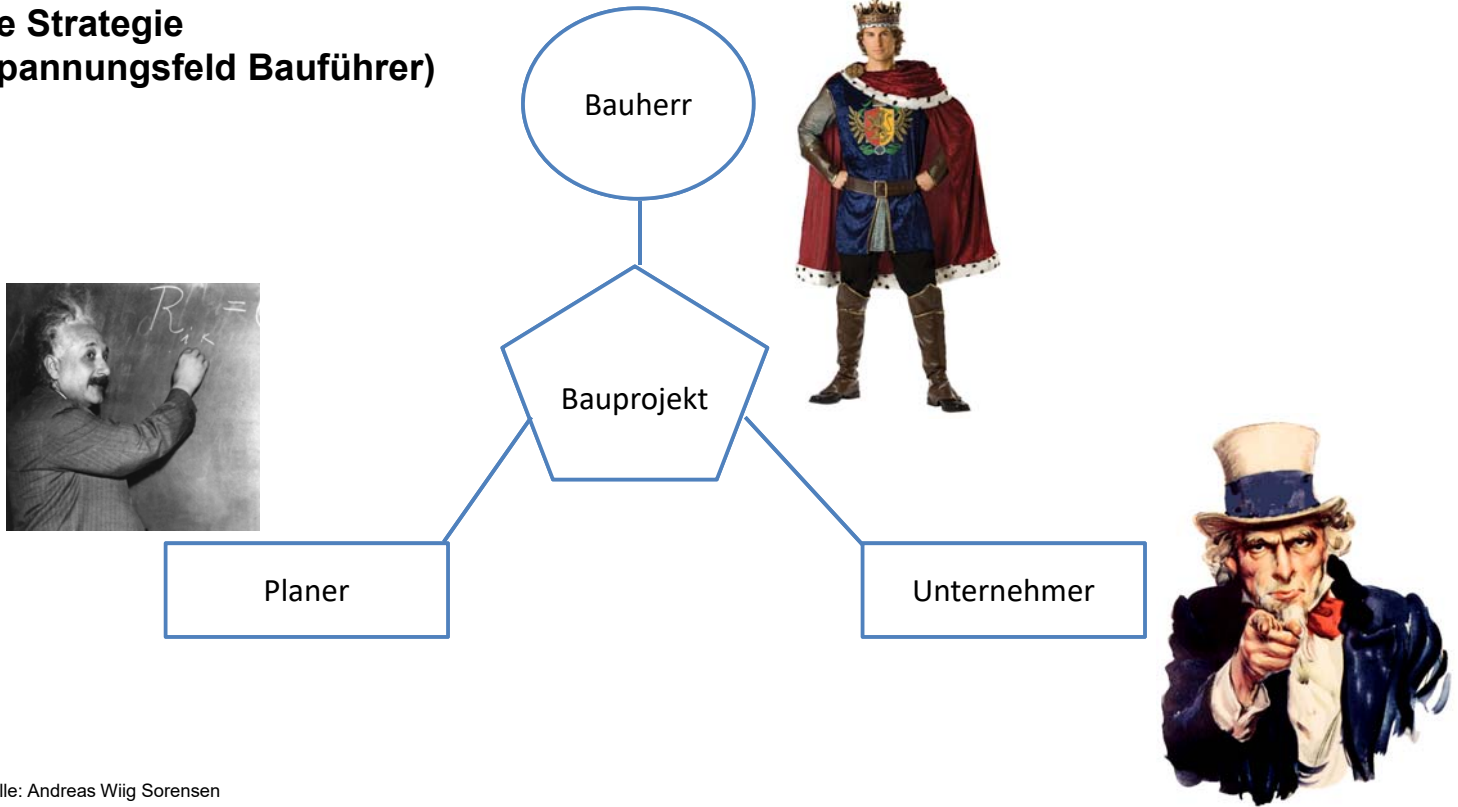 e Strategie
pannungsfeld Bauführer)
Bauherr
Bauprojekt
Planer
Unternehmer
lle: Andreas Wiig Sorensen